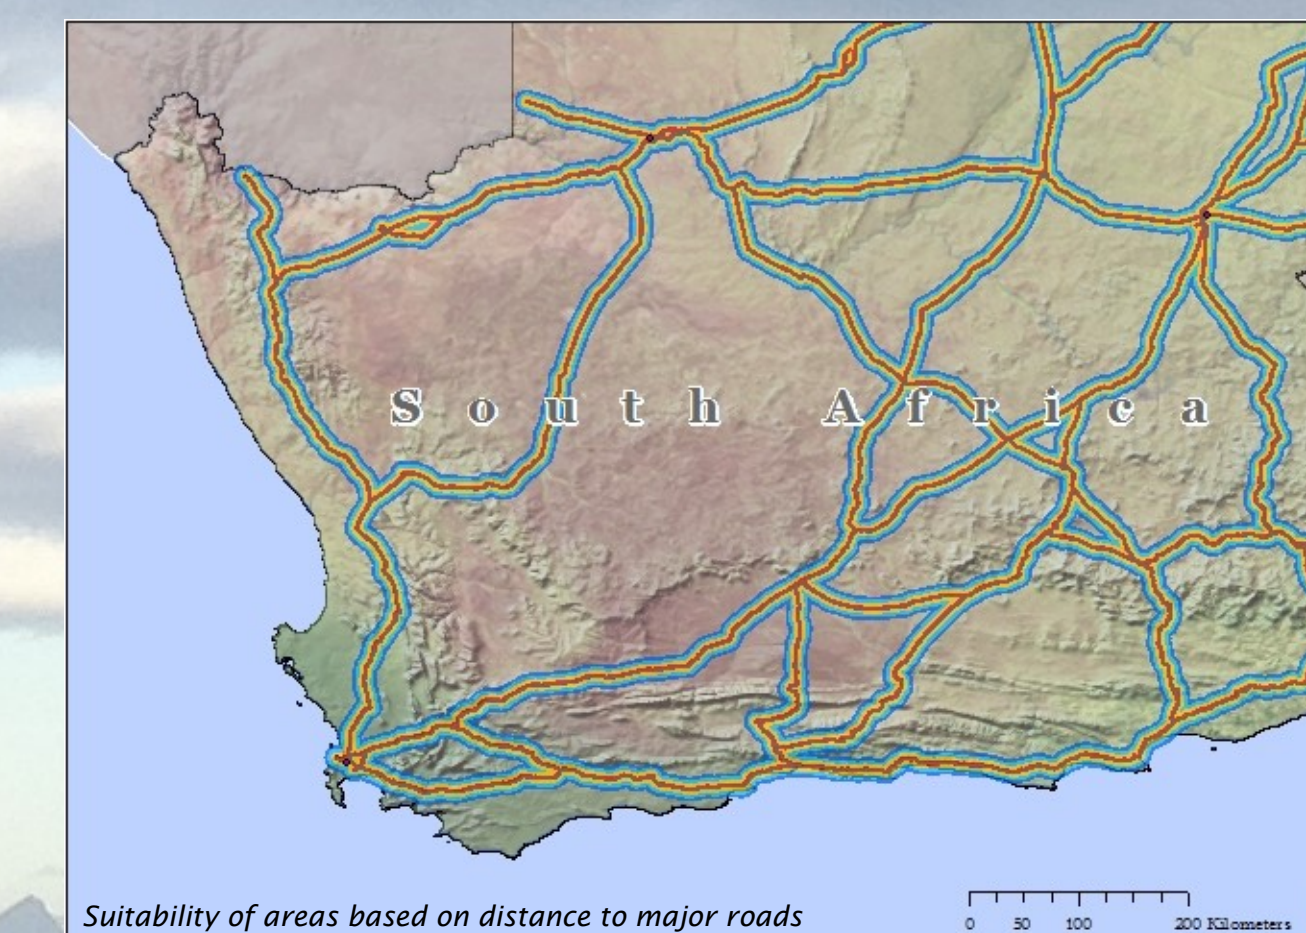 South Africa
Suitability of areas based on distance to major roads
0 50 100 200 Kilometers